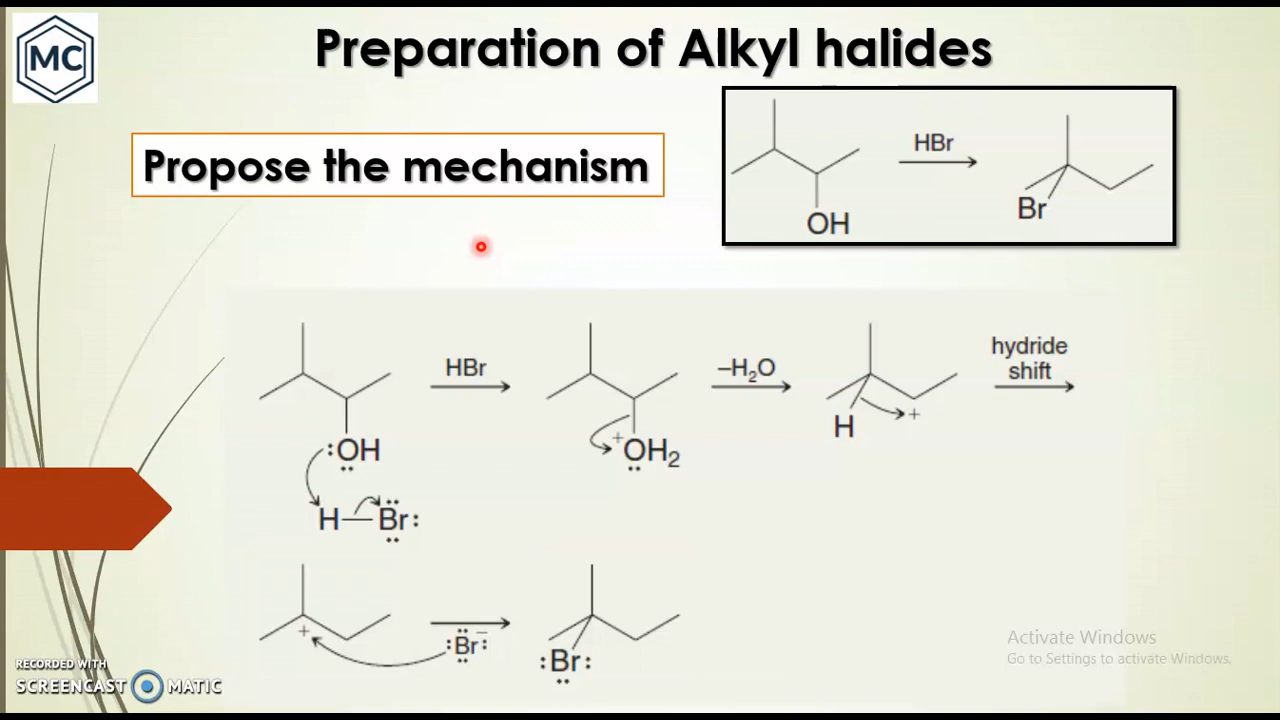 MC
Preparation of Alkyl halides
Propose the mechanism
HBr
OH
Br
HBr
–H₂O
hydride
shift
:ÖH
+
OH₂
H
+
H—Br:
+
:Br:⁻
:Br:
Activate Windows
Go to Settings to activate Windows.
RECORDED WITH
SCREENCAST MATIC